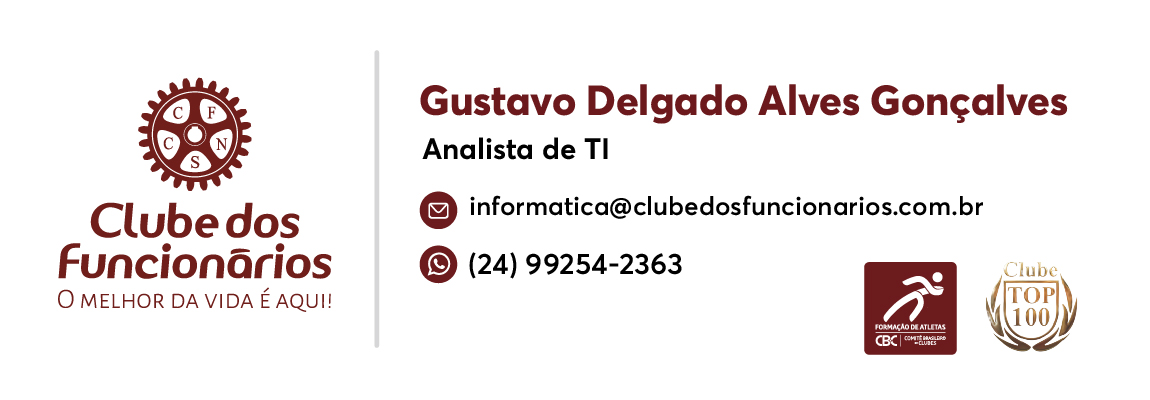 C F
C N
S
Clube dos
Funcionários
O MELHOR DA VIDA É AQUI!
Gustavo Delgado Alves Gonçalves
Analista de TI
informatica@clubedosfuncionarios.com.br
(24) 99254-2363
FORMAÇÃO DE ATLETAS
CBC COMITÊ BRASILEIRO
DE CLUBES
Clube
TOP
100